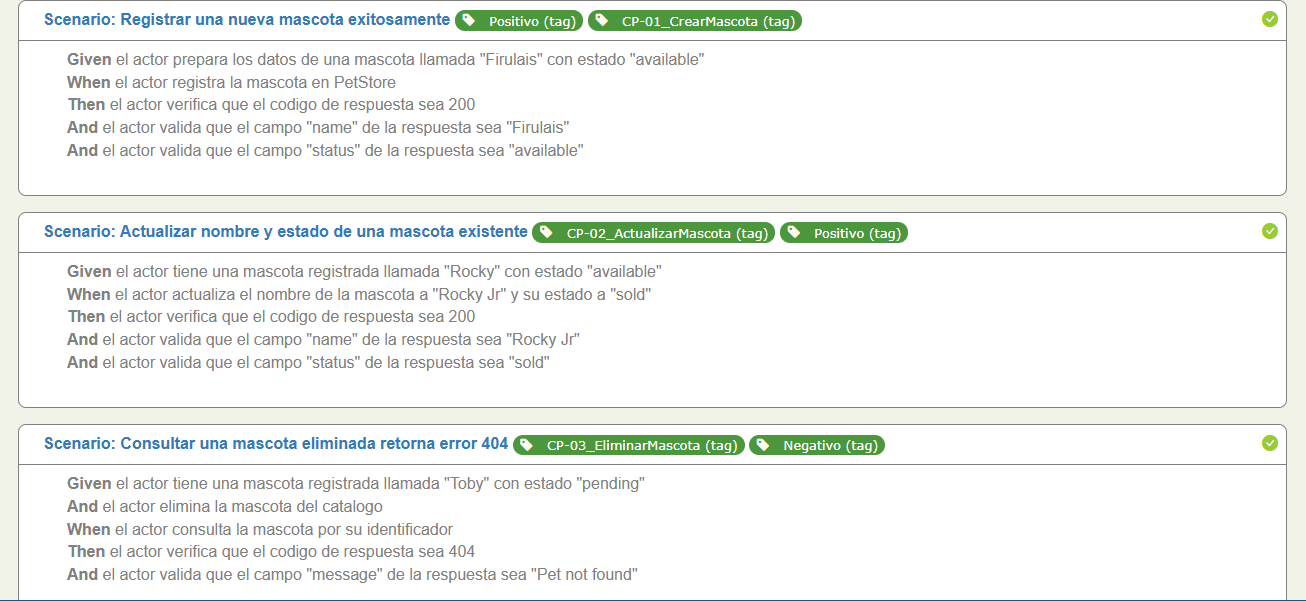 Scenario: Registrar una nueva mascota exitosamente Positivo (tag) CP-01_CrearMascota (tag)
Given el actor prepara los datos de una mascota llamada "Firulais" con estado "available"
When el actor registra la mascota en PetStore
Then el actor verifica que el codigo de respuesta sea 200
And el actor valida que el campo "name" de la respuesta sea "Firulais"
And el actor valida que el campo "status" de la respuesta sea "available"
Scenario: Actualizar nombre y estado de una mascota existente CP-02_ActualizarMascota (tag) Positivo (tag)
Given el actor tiene una mascota registrada llamada "Rocky" con estado "available"
When el actor actualiza el nombre de la mascota a "Rocky Jr" y su estado a "sold"
Then el actor verifica que el codigo de respuesta sea 200
And el actor valida que el campo "name" de la respuesta sea "Rocky Jr"
And el actor valida que el campo "status" de la respuesta sea "sold"
Scenario: Consultar una mascota eliminada retorna error 404 CP-03_EliminarMascota (tag) Negativo (tag)
Given el actor tiene una mascota registrada llamada "Toby" con estado "pending"
And el actor elimina la mascota del catalogo
When el actor consulta la mascota por su identificador
Then el actor verifica que el codigo de respuesta sea 404
And el actor valida que el campo "message" de la respuesta sea "Pet not found"